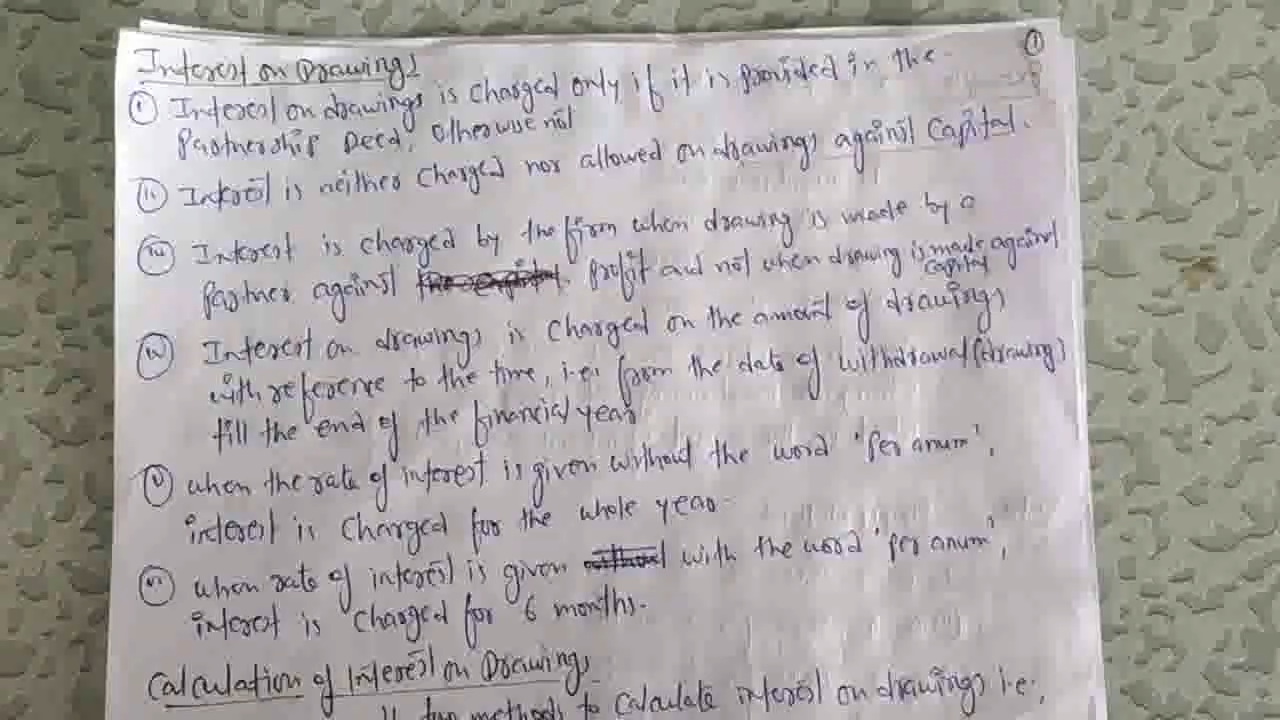 ①
Interest on Drawings
① Interest on drawings is charged only if it is provided in the
Partnership Deed, otherwise not
② Interest is neither charged nor allowed on drawings against Capital.
Interest is charged by the firm when drawing is made by a
Partner against profit and not when drawing is made against
capital
Interest on drawings is charged on the amount of drawings
with reference to the time, i.e. from the date of withdrawal (drawing)
till the end of the financial year
Ⓥ when the rate of interest is given without the word 'Per anum',
interest is charged for the whole year.
when rate of interest is given with the word 'per anum',
interest is charged for 6 months.
Calculation of Interest on Drawings
two methods to calculate interest on drawings i.e.,